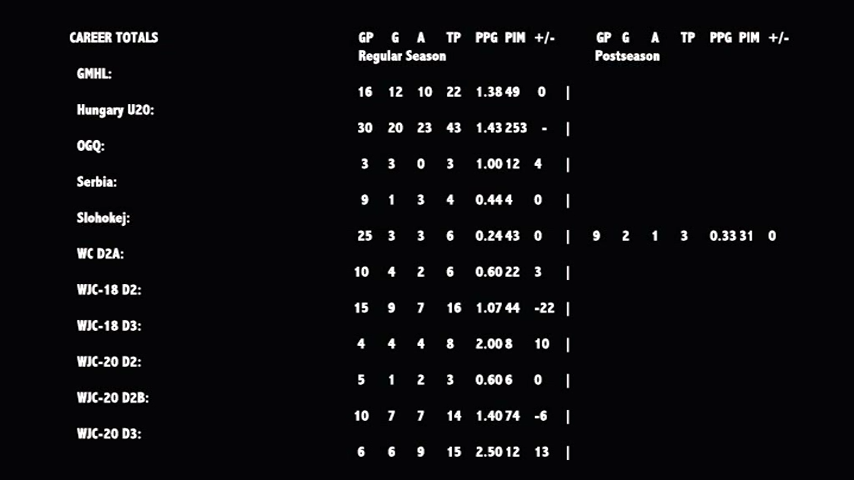 CAREER TOTALS GP G A TP PPG PIM +/- GP G A TP PPG PIM +/-
Regular Season Postseason
GMHL:
16 12 10 22 1.38 49 0 |
Hungary U20:
30 20 23 43 1.43 253 - |
OGQ:
3 3 0 3 1.00 12 4 |
Serbia:
9 1 3 4 0.44 4 0 |
Slohokej:
25 3 3 6 0.24 43 0 | 9 2 1 3 0.33 31 0
WC D2A:
10 4 2 6 0.60 22 3 |
WJC-18 D2:
15 9 7 16 1.07 44 -22 |
WJC-18 D3:
4 4 4 8 2.00 8 10 |
WJC-20 D2:
5 1 2 3 0.60 6 0 |
WJC-20 D2B:
10 7 7 14 1.40 74 -6 |
WJC-20 D3:
6 6 9 15 2.50 12 13 |